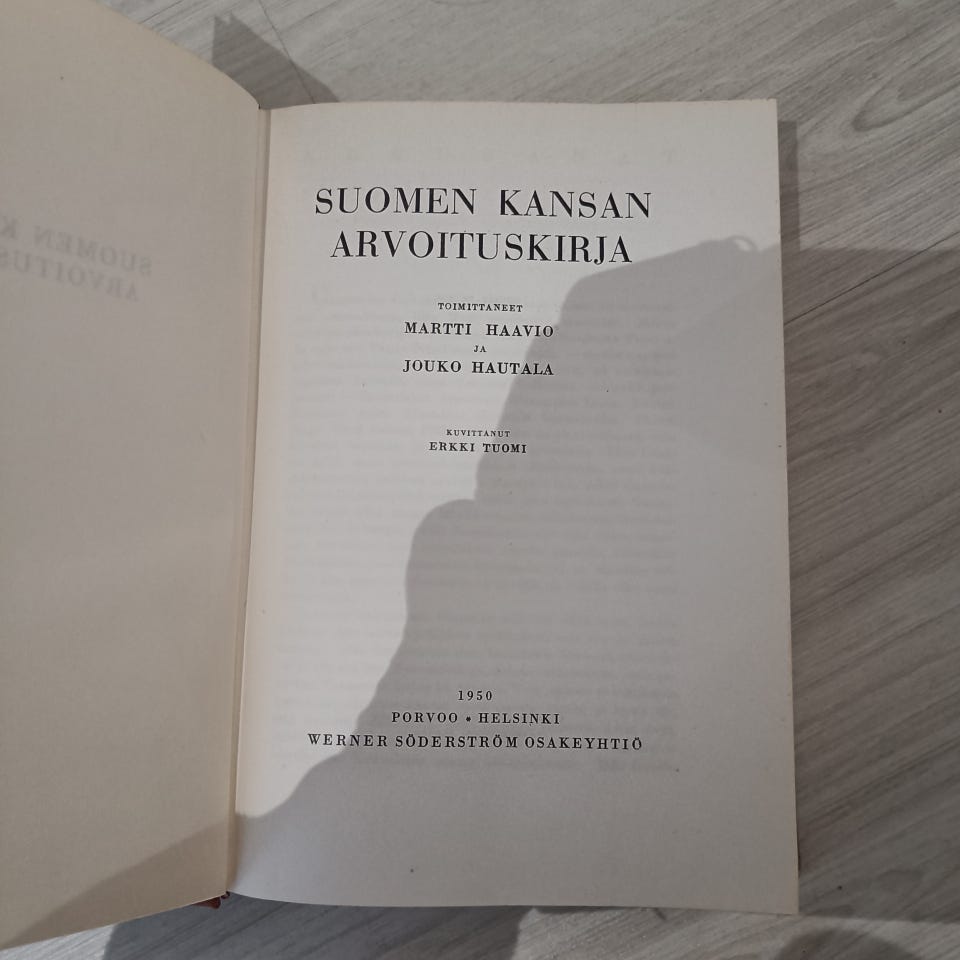 SUOMEN KANSAN
ARVOITUSKIRJA
TOIMITTANEET
MARTTI HAAVIO
JA
JOUKO HAUTALA
KUVITTANUT
ERKKI TUOMI
1950
PORVOO * HELSINKI
WERNER SÖDERSTRÖM OSAKEYHTIÖ